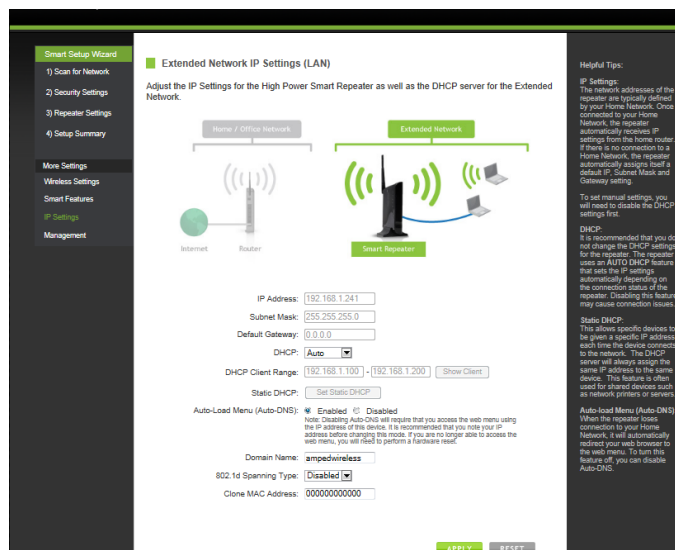 Smart Setup Wizard
1) Scan for Network
2) Security Settings
3) Repeater Settings
4) Setup Summary
More Settings
Wireless Settings
Smart Features
IP Settings
Management
Extended Network IP Settings (LAN)
Adjust the IP Settings for the High Power Smart Repeater as well as the DHCP server for the Extended
Network.
Home / Office Network
Extended Network
Internet
Router
Smart Repeater
IP Address: 192.168.1.241
Subnet Mask: 255.255.255.0
Default Gateway: 0.0.0.0
DHCP: Auto
DHCP Client Range: 192.168.1.100 - 192.168.1.200 Show Client
Static DHCP: Set Static DHCP
Auto-Load Menu (Auto-DNS): Enabled Disabled
Note: Disabling Auto-DNS will require that you access the web menu using
the IP address of this device. It is recommended that you note your IP
address before changing this mode. If you are no longer able to access the
web menu, you will need to perform a hardware reset.
Domain Name: ampedwireless
802.1d Spanning Type: Disabled
Clone MAC Address: 000000000000
APPLY RESET
Helpful Tips:
IP Settings:
The network addresses of the
repeater are typically defined
by your Home Network. Once
connected to your Home
Network, the repeater
automatically receives IP
settings from the home router.
If there is no connection to a
Home Network, the repeater
automatically assigns itself a
default IP, Subnet Mask and
Gateway setting.
To set manual settings, you
will need to disable the DHCP
settings first.
DHCP:
It is recommended that you do
not change the DHCP settings
for the repeater. The repeater
uses an AUTO DHCP feature
that sets the IP settings
automatically depending on
the connection status of the
repeater. Disabling this feature
may cause connection issues.
Static DHCP:
This allows specific devices to
be given a specific IP address
each time the device connects
to the network. The DHCP
server will always assign the
same IP address to the same
device. This feature is often
used for shared devices such
as network printers or servers.
Auto-load Menu (Auto-DNS)
When the repeater loses
connection to your Home
Network, it will automatically
redirect your web browser to
the web menu. To turn this
feature off, you can disable
Auto-DNS.